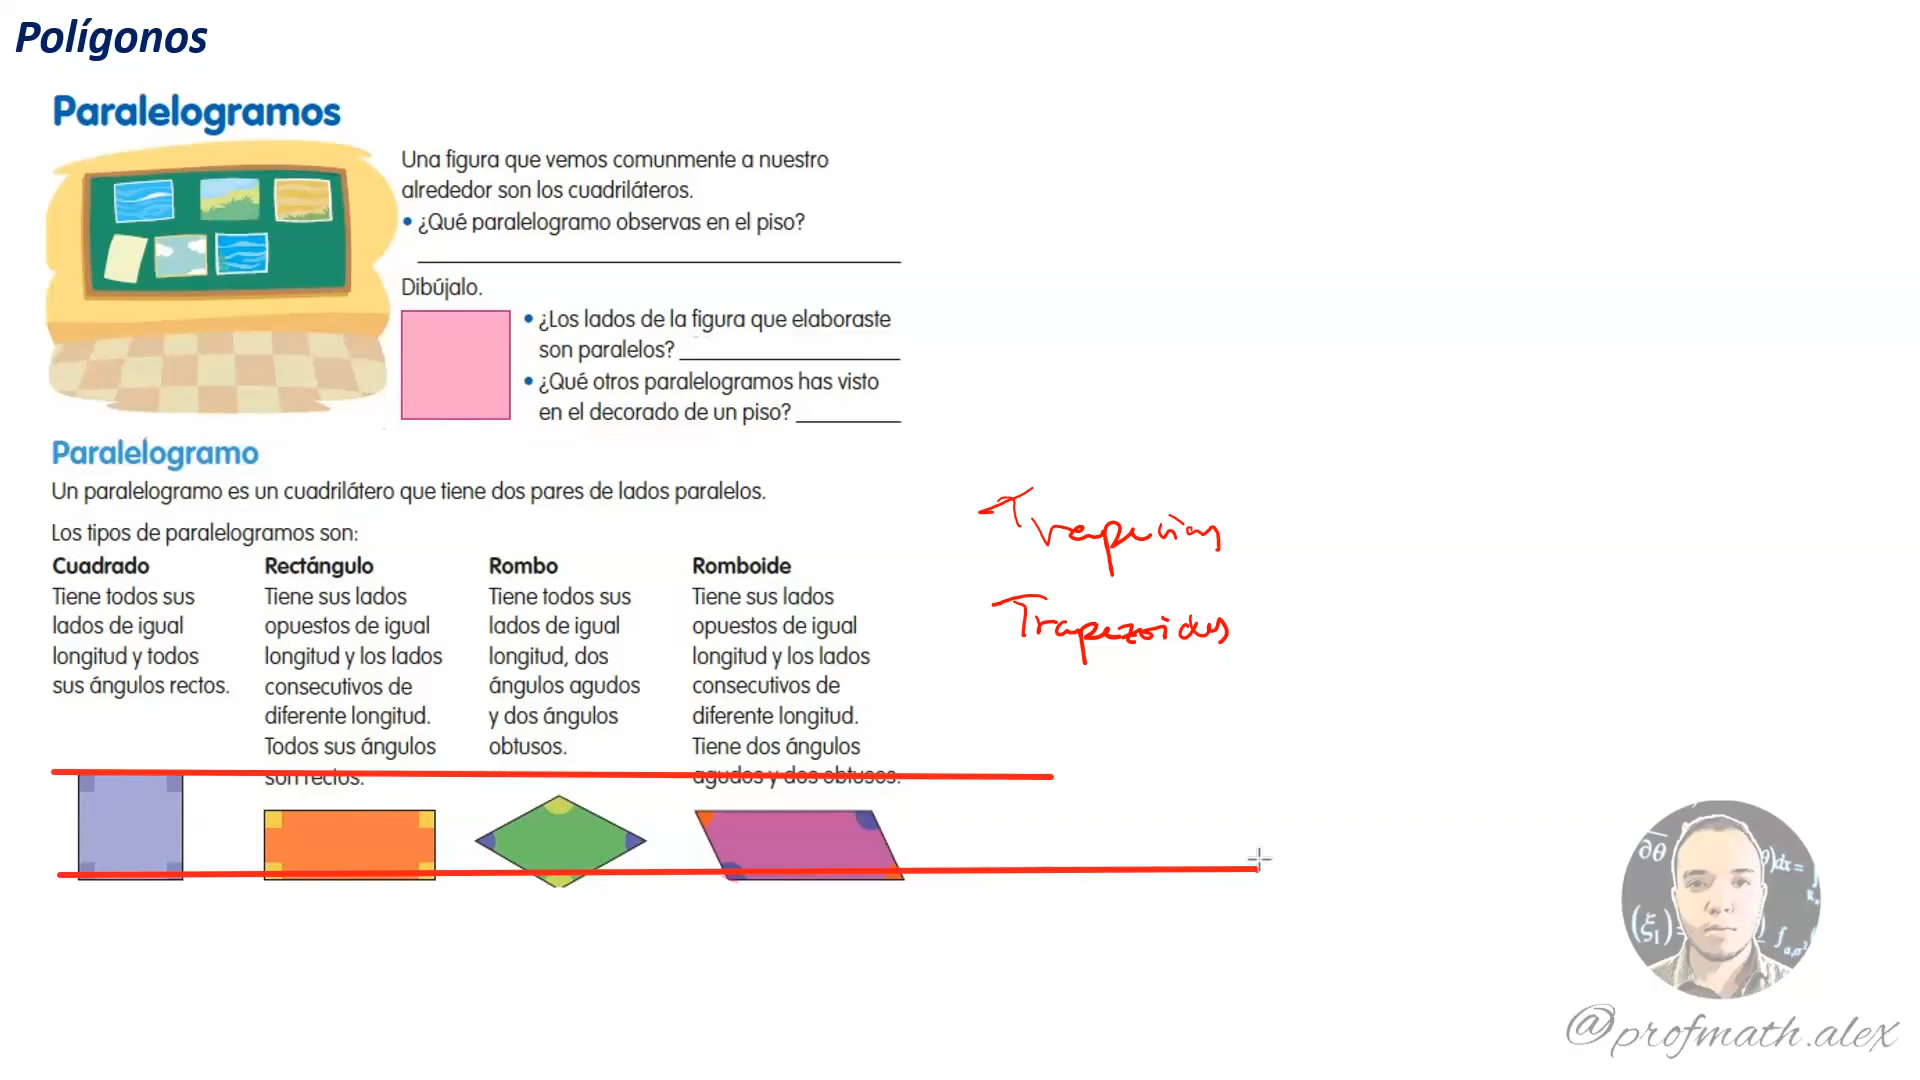 Polígonos
Paralelogramos
Una figura que vemos comunmente a nuestro
alrededor son los cuadriláteros.
• ¿Qué paralelogramo observas en el piso?
Dibújalo.
• ¿Los lados de la figura que elaboraste
son paralelos?
• ¿Qué otros paralelogramos has visto
en el decorado de un piso?
Paralelogramo
Un paralelogramo es un cuadrilátero que tiene dos pares de lados paralelos.
Los tipos de paralelogramos son:
Cuadrado
Tiene todos sus
lados de igual
longitud y todos
sus ángulos rectos.
Rectángulo
Tiene sus lados
opuestos de igual
longitud y los lados
consecutivos de
diferente longitud.
Todos sus ángulos
son rectos.
Rombo
Tiene todos sus
lados de igual
longitud, dos
ángulos agudos
y dos ángulos
obtusos.
Romboide
Tiene sus lados
opuestos de igual
longitud y los lados
consecutivos de
diferente longitud.
Tiene dos ángulos
agudos y dos obtusos.
Trapezoides
∂θ
@profmath.alex